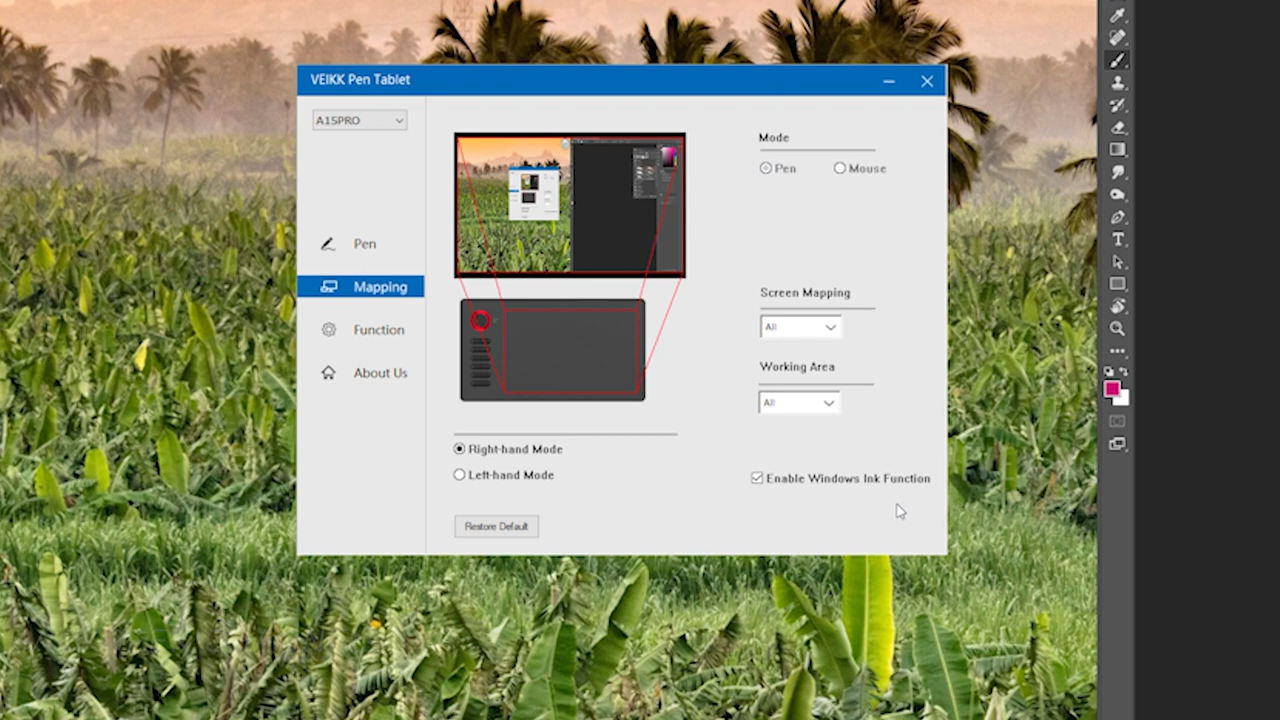 VEIKK Pen Tablet
A15PRO
Pen
Mapping
Function
About Us
Mode
Pen
Mouse
Screen Mapping
All
Working Area
All
Right-hand Mode
Left-hand Mode
Enable Windows Ink Function
Restore Default